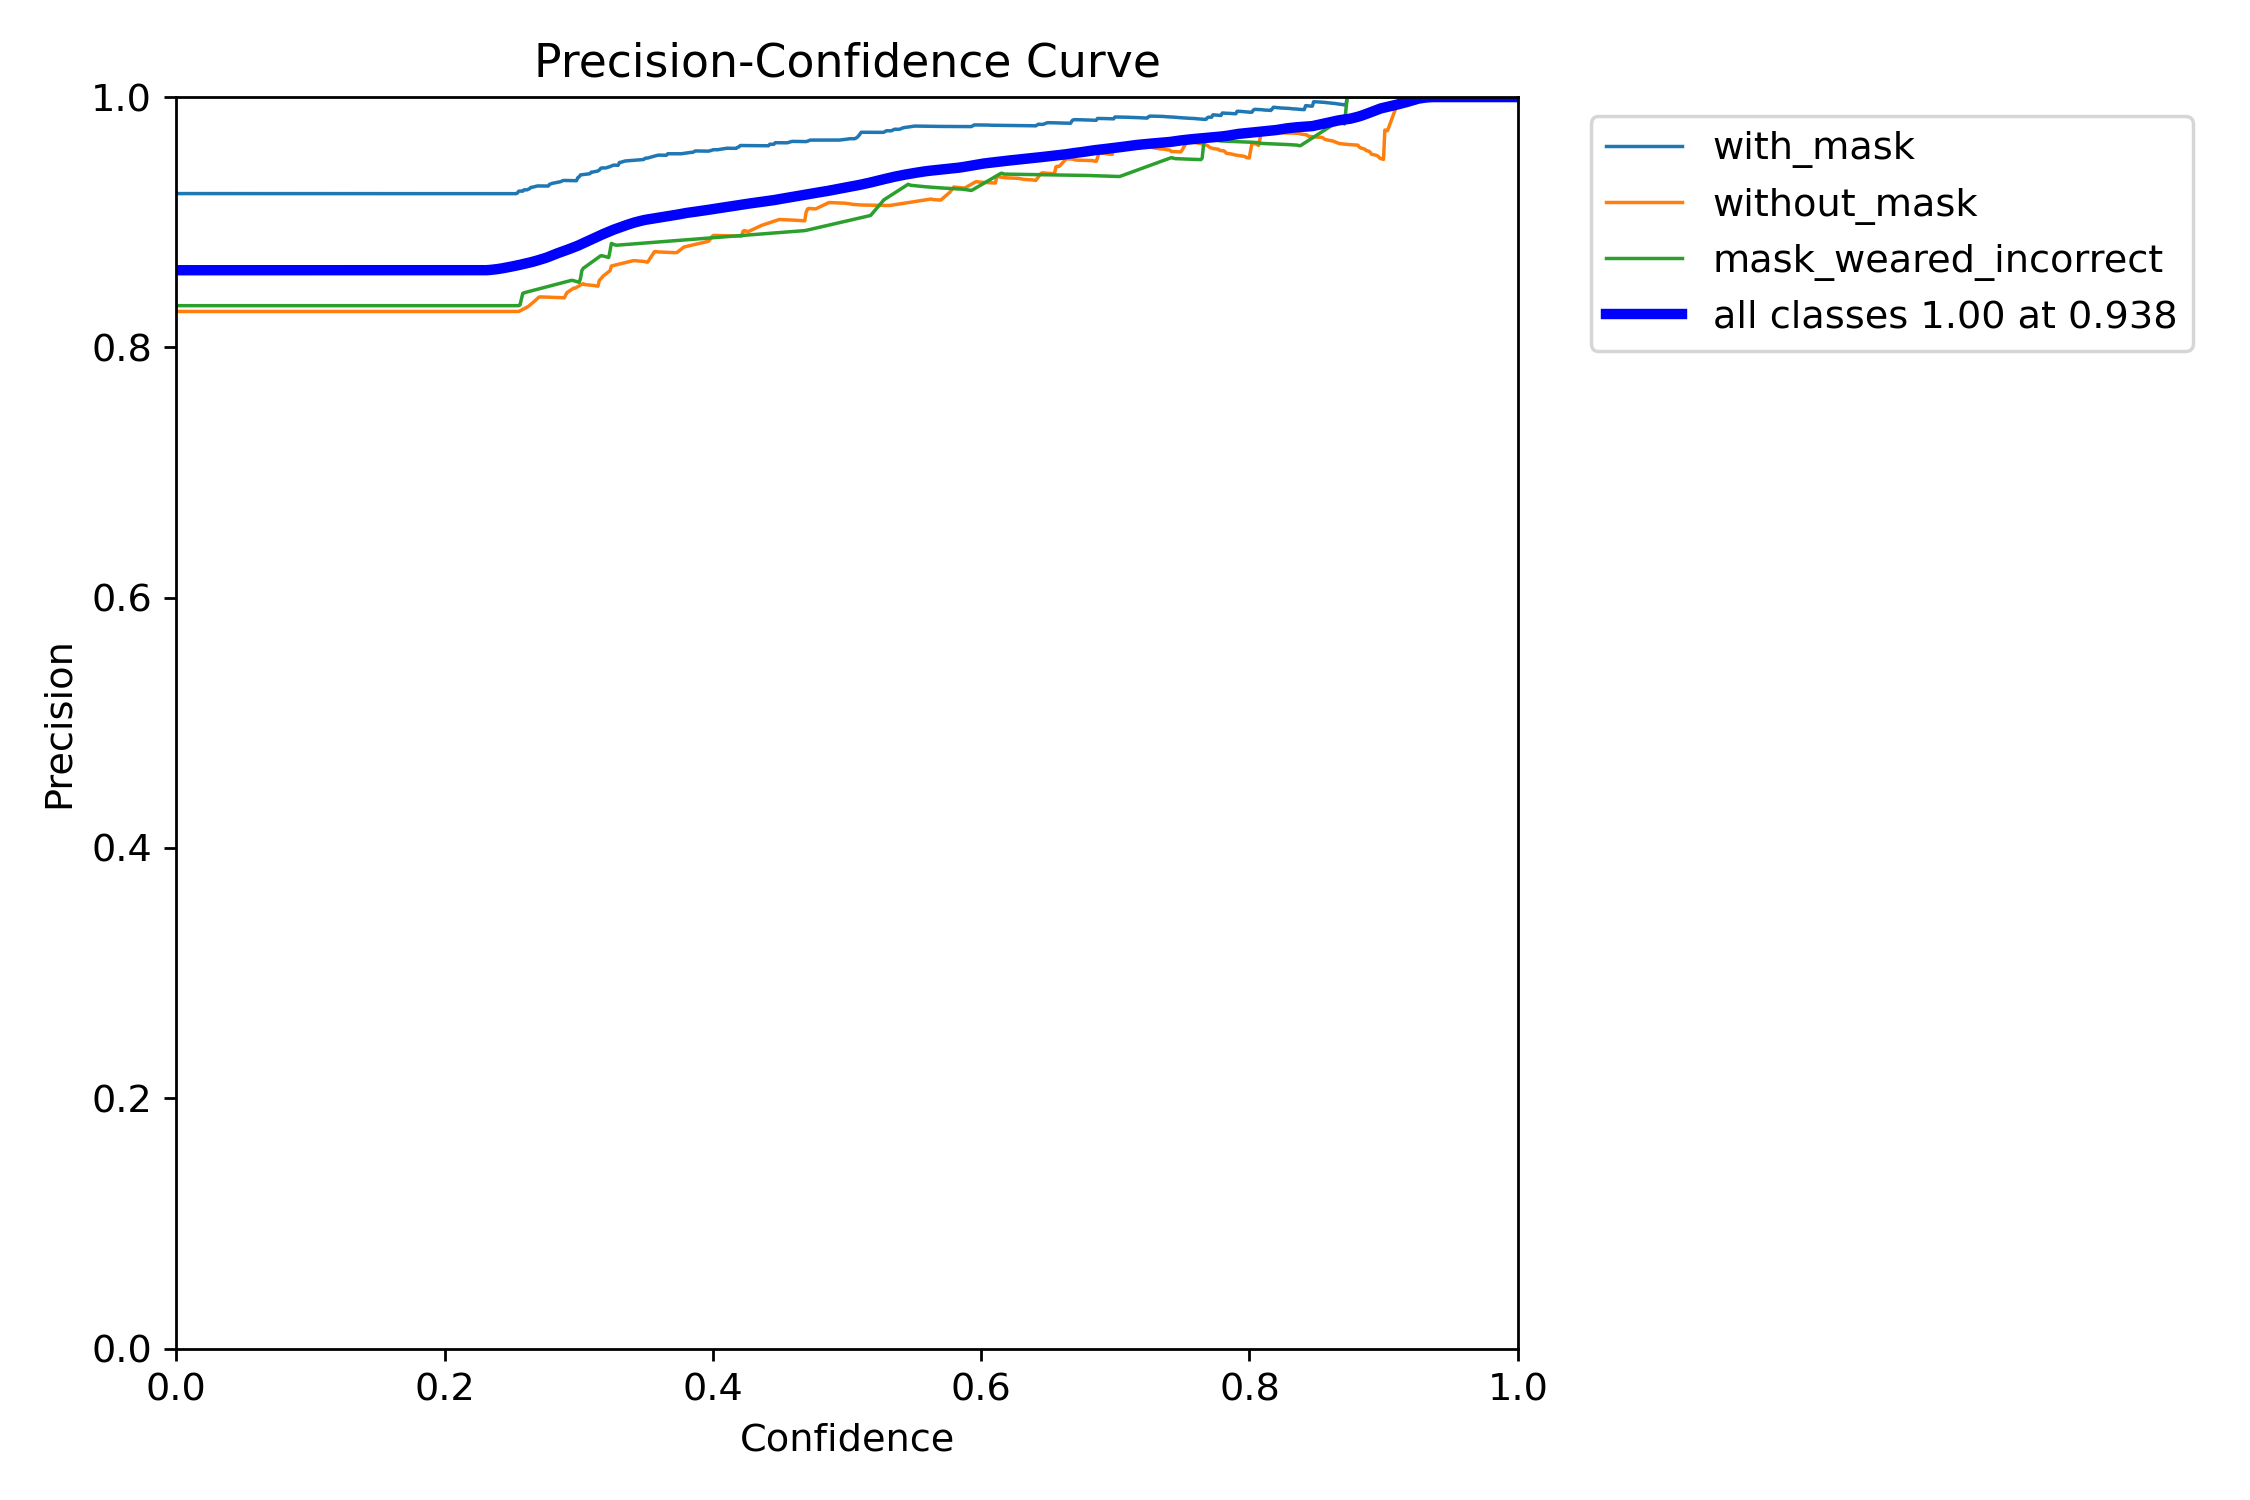 Precision-Confidence Curve
1.0
0.8
0.6
0.4
0.2
0.0
Precision
0.0 0.2 0.4 0.6 0.8 1.0
Confidence
with_mask
without_mask
mask_weared_incorrect
all classes 1.00 at 0.938